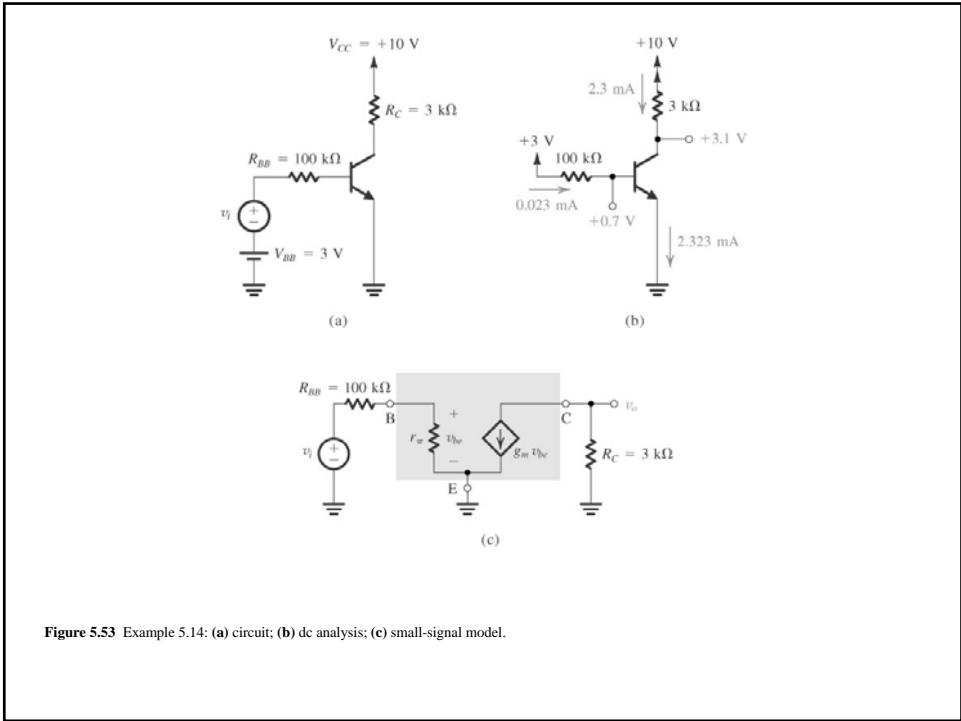 V_CC = +10 V
R_C = 3 kΩ
R_BB = 100 kΩ
v_i
+
−
V_BB = 3 V
(a)
+10 V
2.3 mA
3 kΩ
+3.1 V
+3 V
100 kΩ
0.023 mA
+0.7 V
2.323 mA
(b)
R_BB = 100 kΩ
B
C
v_o
v_i
+
−
r_π
+
v_be
−
g_m v_be
R_C = 3 kΩ
E
(c)
Figure 5.53 Example 5.14: (a) circuit; (b) dc analysis; (c) small-signal model.